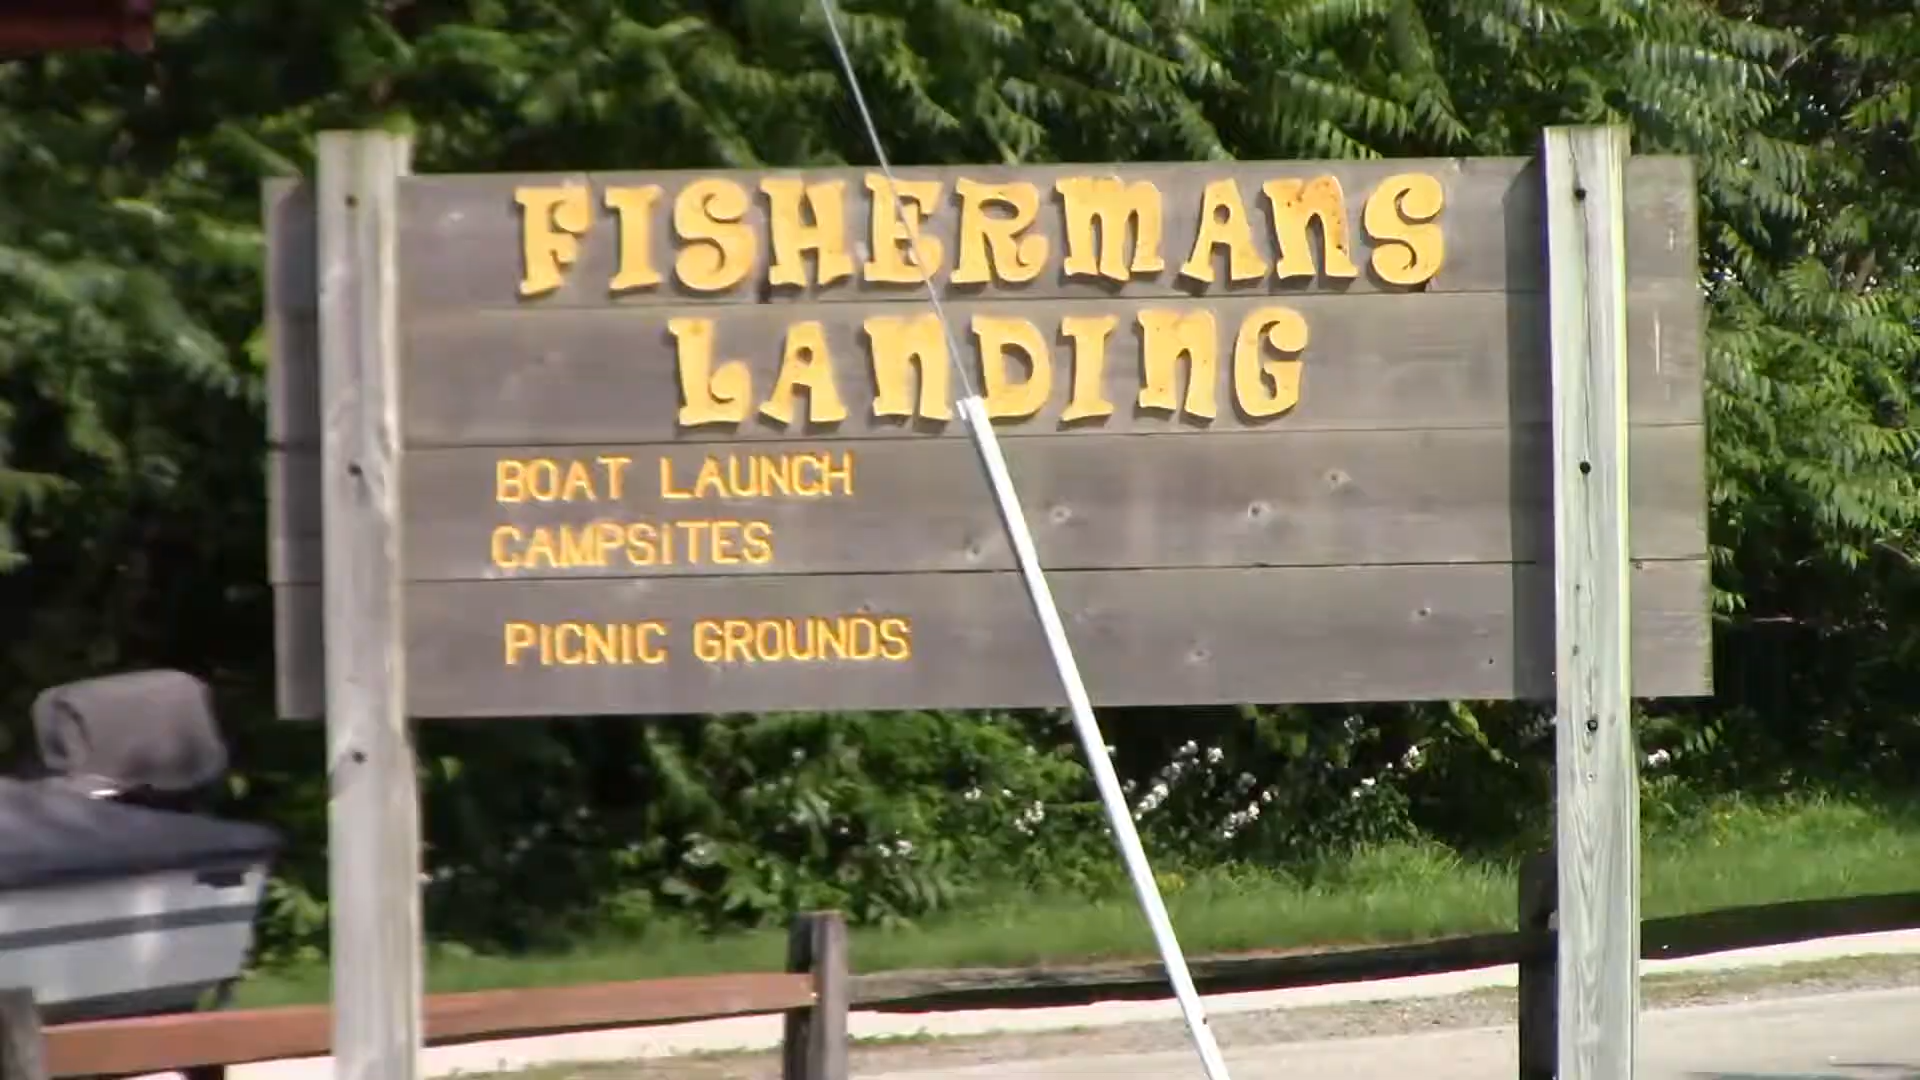 FISHERMANS
LANDING
BOAT LAUNCH
CAMPSITES
PICNIC GROUNDS